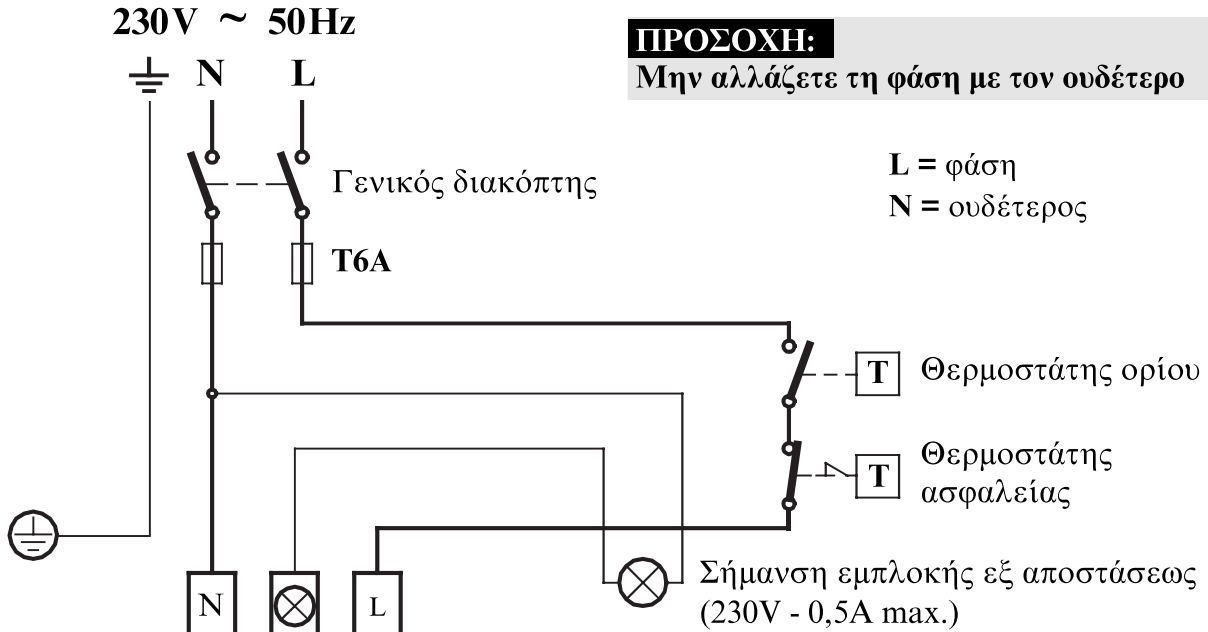 230V ~ 50Hz
ΠΡΟΣΟΧΗ:
Μην αλλάζετε τη φάση με τον ουδέτερο
N L
L = φάση
N = ουδέτερος
Γενικός διακόπτης
T6A
T Θερμοστάτης ορίου
T Θερμοστάτης
ασφαλείας
Σήμανση εμπλοκής εξ αποστάσεως
(230V - 0,5A max.)
N L